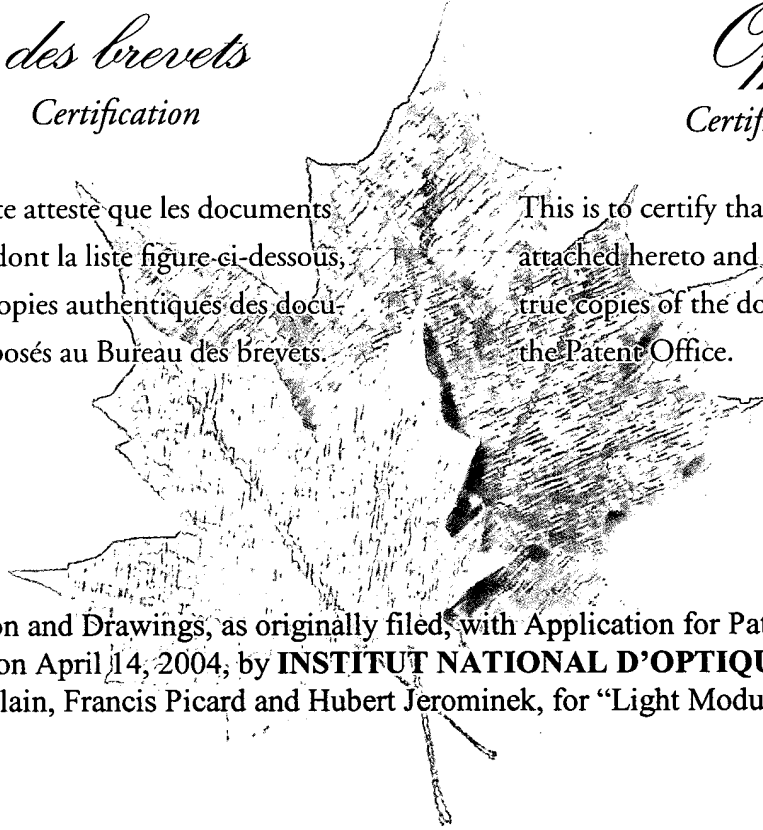 des brevets
Certification
te atteste que les documents
dont la liste figure ci-dessous,
opies authentiques des docu-
posés au Bureau des brevets.
Certif
This is to certify tha
attached hereto and
true copies of the do
the Patent Office.
on and Drawings, as originally filed, with Application for Pat
on April 14, 2004, by INSTITUT NATIONAL D'OPTIQU
lain, Francis Picard and Hubert Jerominek, for “Light Modu